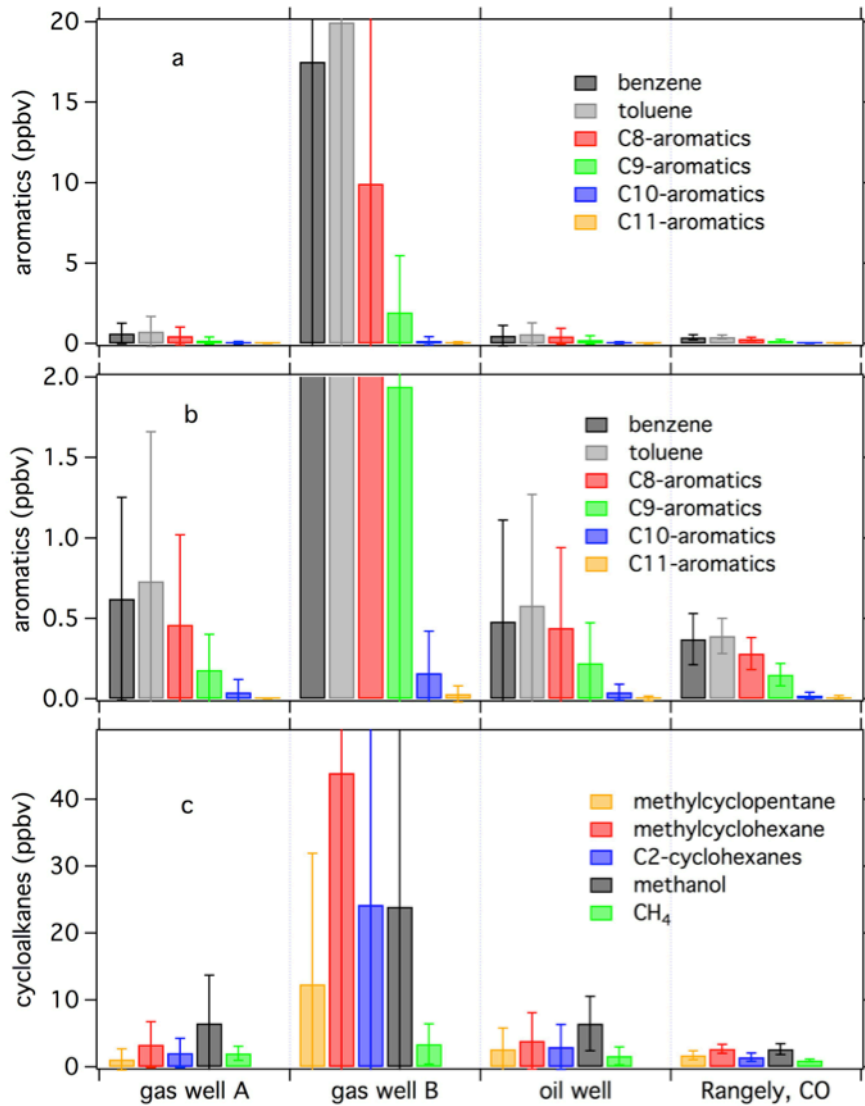 20
15
10
5
0
aromatics (ppbv)
a
benzene
toluene
C8-aromatics
C9-aromatics
C10-aromatics
C11-aromatics
2.0
1.5
1.0
0.5
0.0
aromatics (ppbv)
b
benzene
toluene
C8-aromatics
C9-aromatics
C10-aromatics
C11-aromatics
40
30
20
10
0
cycloalkanes (ppbv)
c
methylcyclopentane
methylcyclohexane
C2-cyclohexanes
methanol
CH₄
gas well A gas well B oil well Rangely, CO